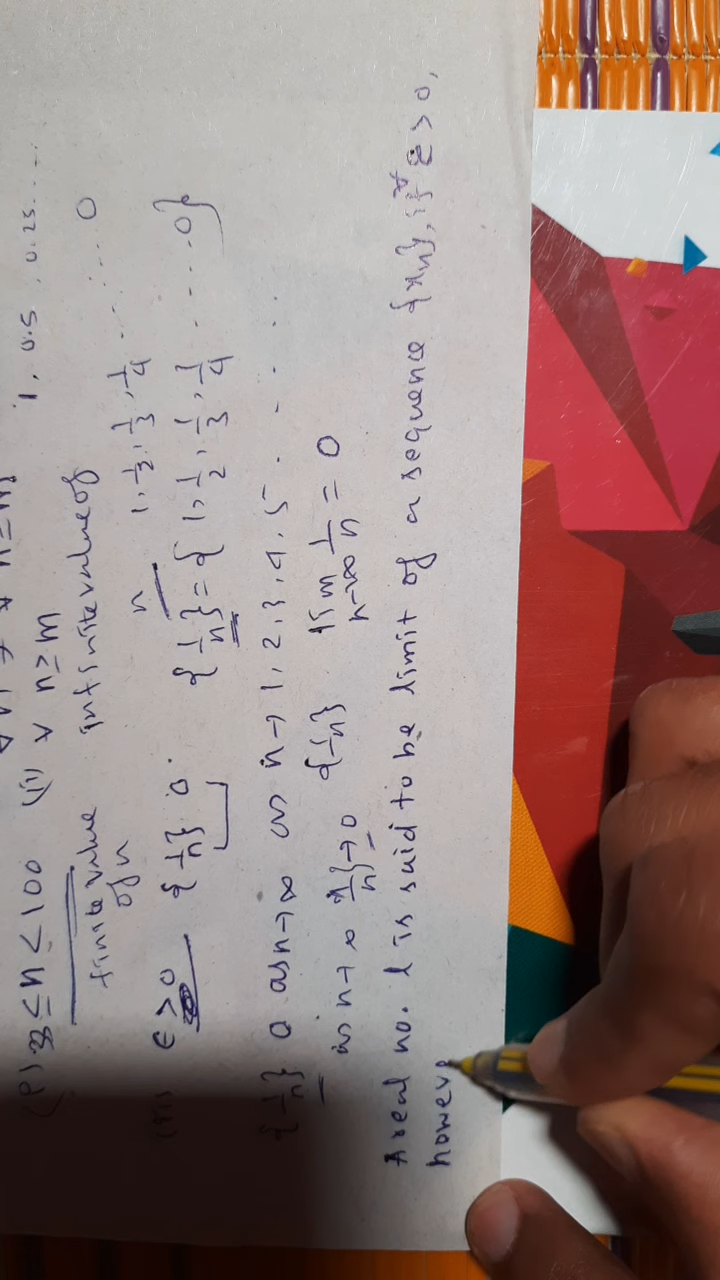 ∀ n ≥ m
1, 0.5, 0.25 ....
≤ n < 100 (ii) ∀ n ≥ m
finite value of n
infinite value of n
1, 1/2, 1/3, 1/4 ........ 0
ϵ > 0 {1/n} 0 {1/n} = { 1, 1/2, 1/3, 1/4 ...... 0}
{1/n} 0 as n → ∞ as n → 1, 2, 3, 4, 5 . . . .
as n → ∞ {1/n} → 0 {1/n} lim n→∞ 1/n = 0
A real no. l is said to be limit of a sequence {xn}, if ∀ ε > 0,
howeve